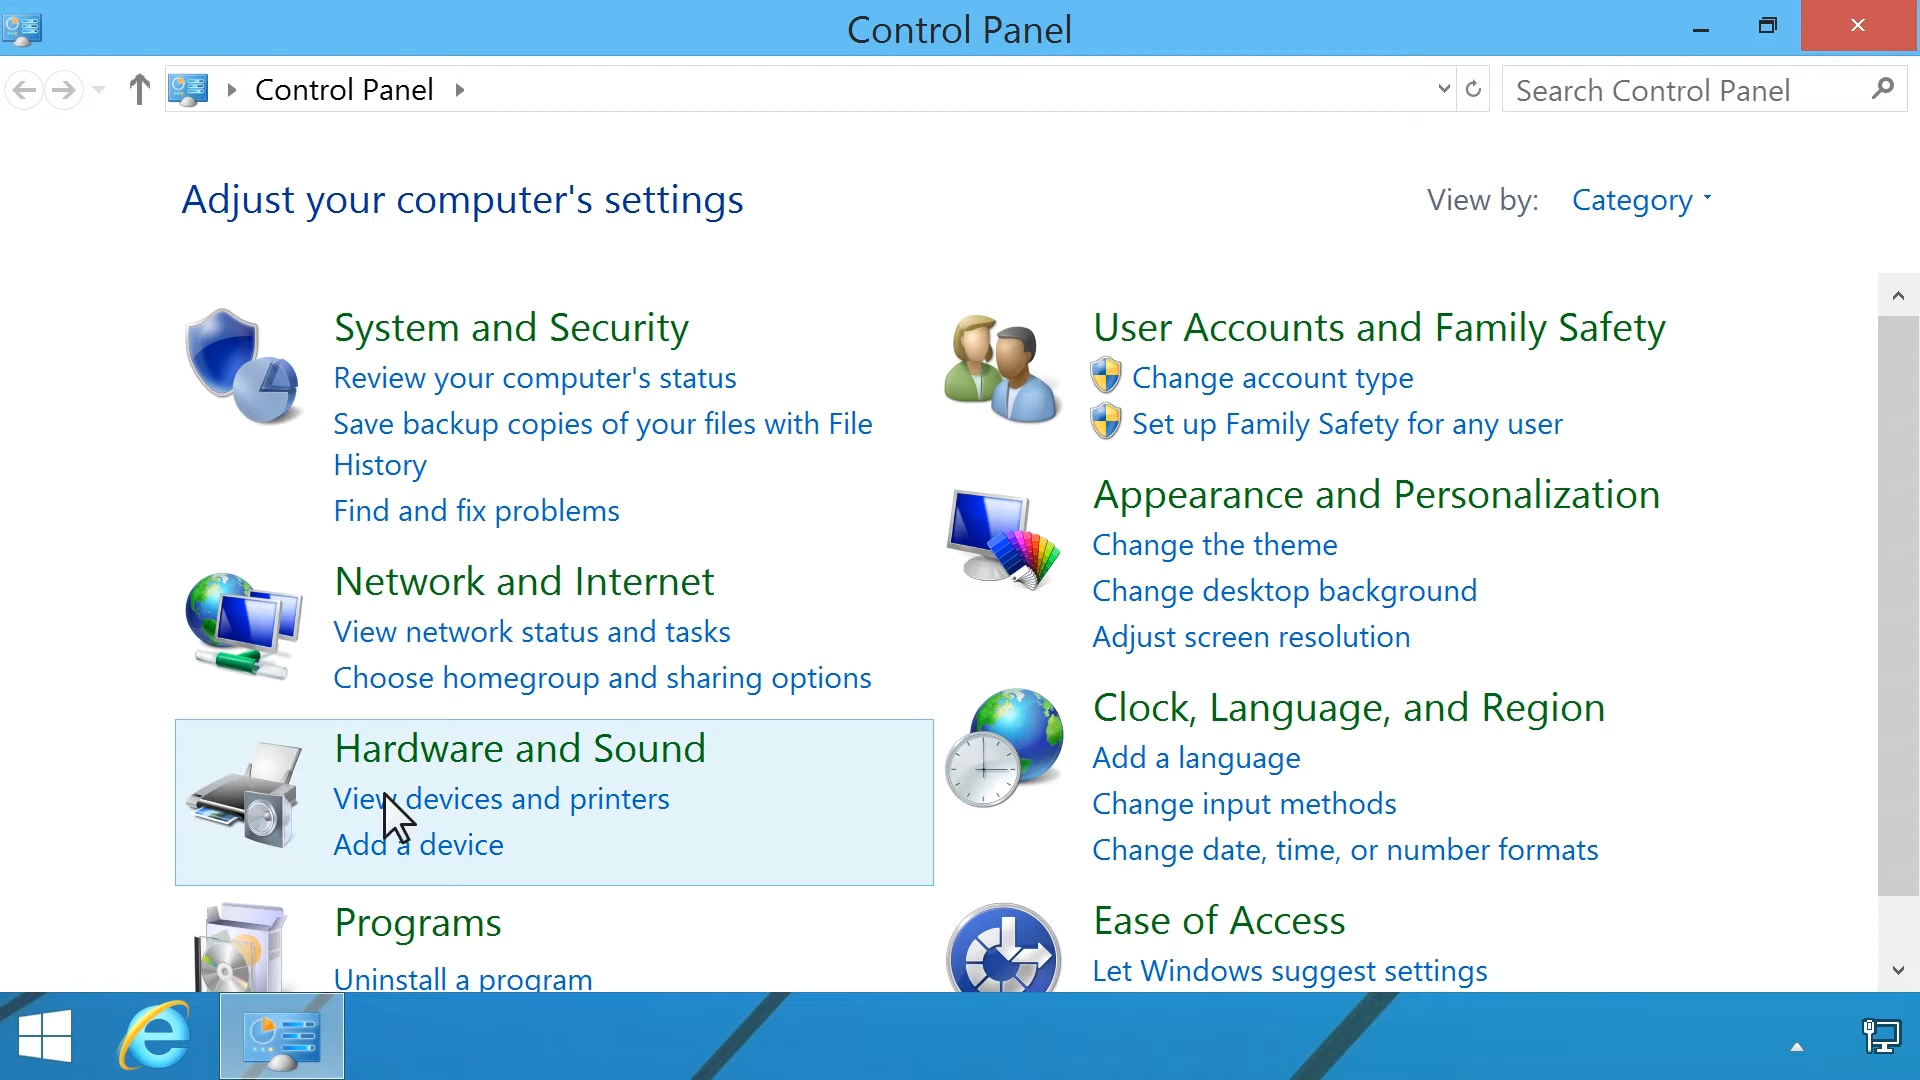 Control Panel
Control Panel
Search Control Panel
Adjust your computer's settings
View by: Category
System and Security
Review your computer's status
Save backup copies of your files with File
History
Find and fix problems
Network and Internet
View network status and tasks
Choose homegroup and sharing options
Hardware and Sound
View devices and printers
Add a device
Programs
Uninstall a program
User Accounts and Family Safety
Change account type
Set up Family Safety for any user
Appearance and Personalization
Change the theme
Change desktop background
Adjust screen resolution
Clock, Language, and Region
Add a language
Change input methods
Change date, time, or number formats
Ease of Access
Let Windows suggest settings